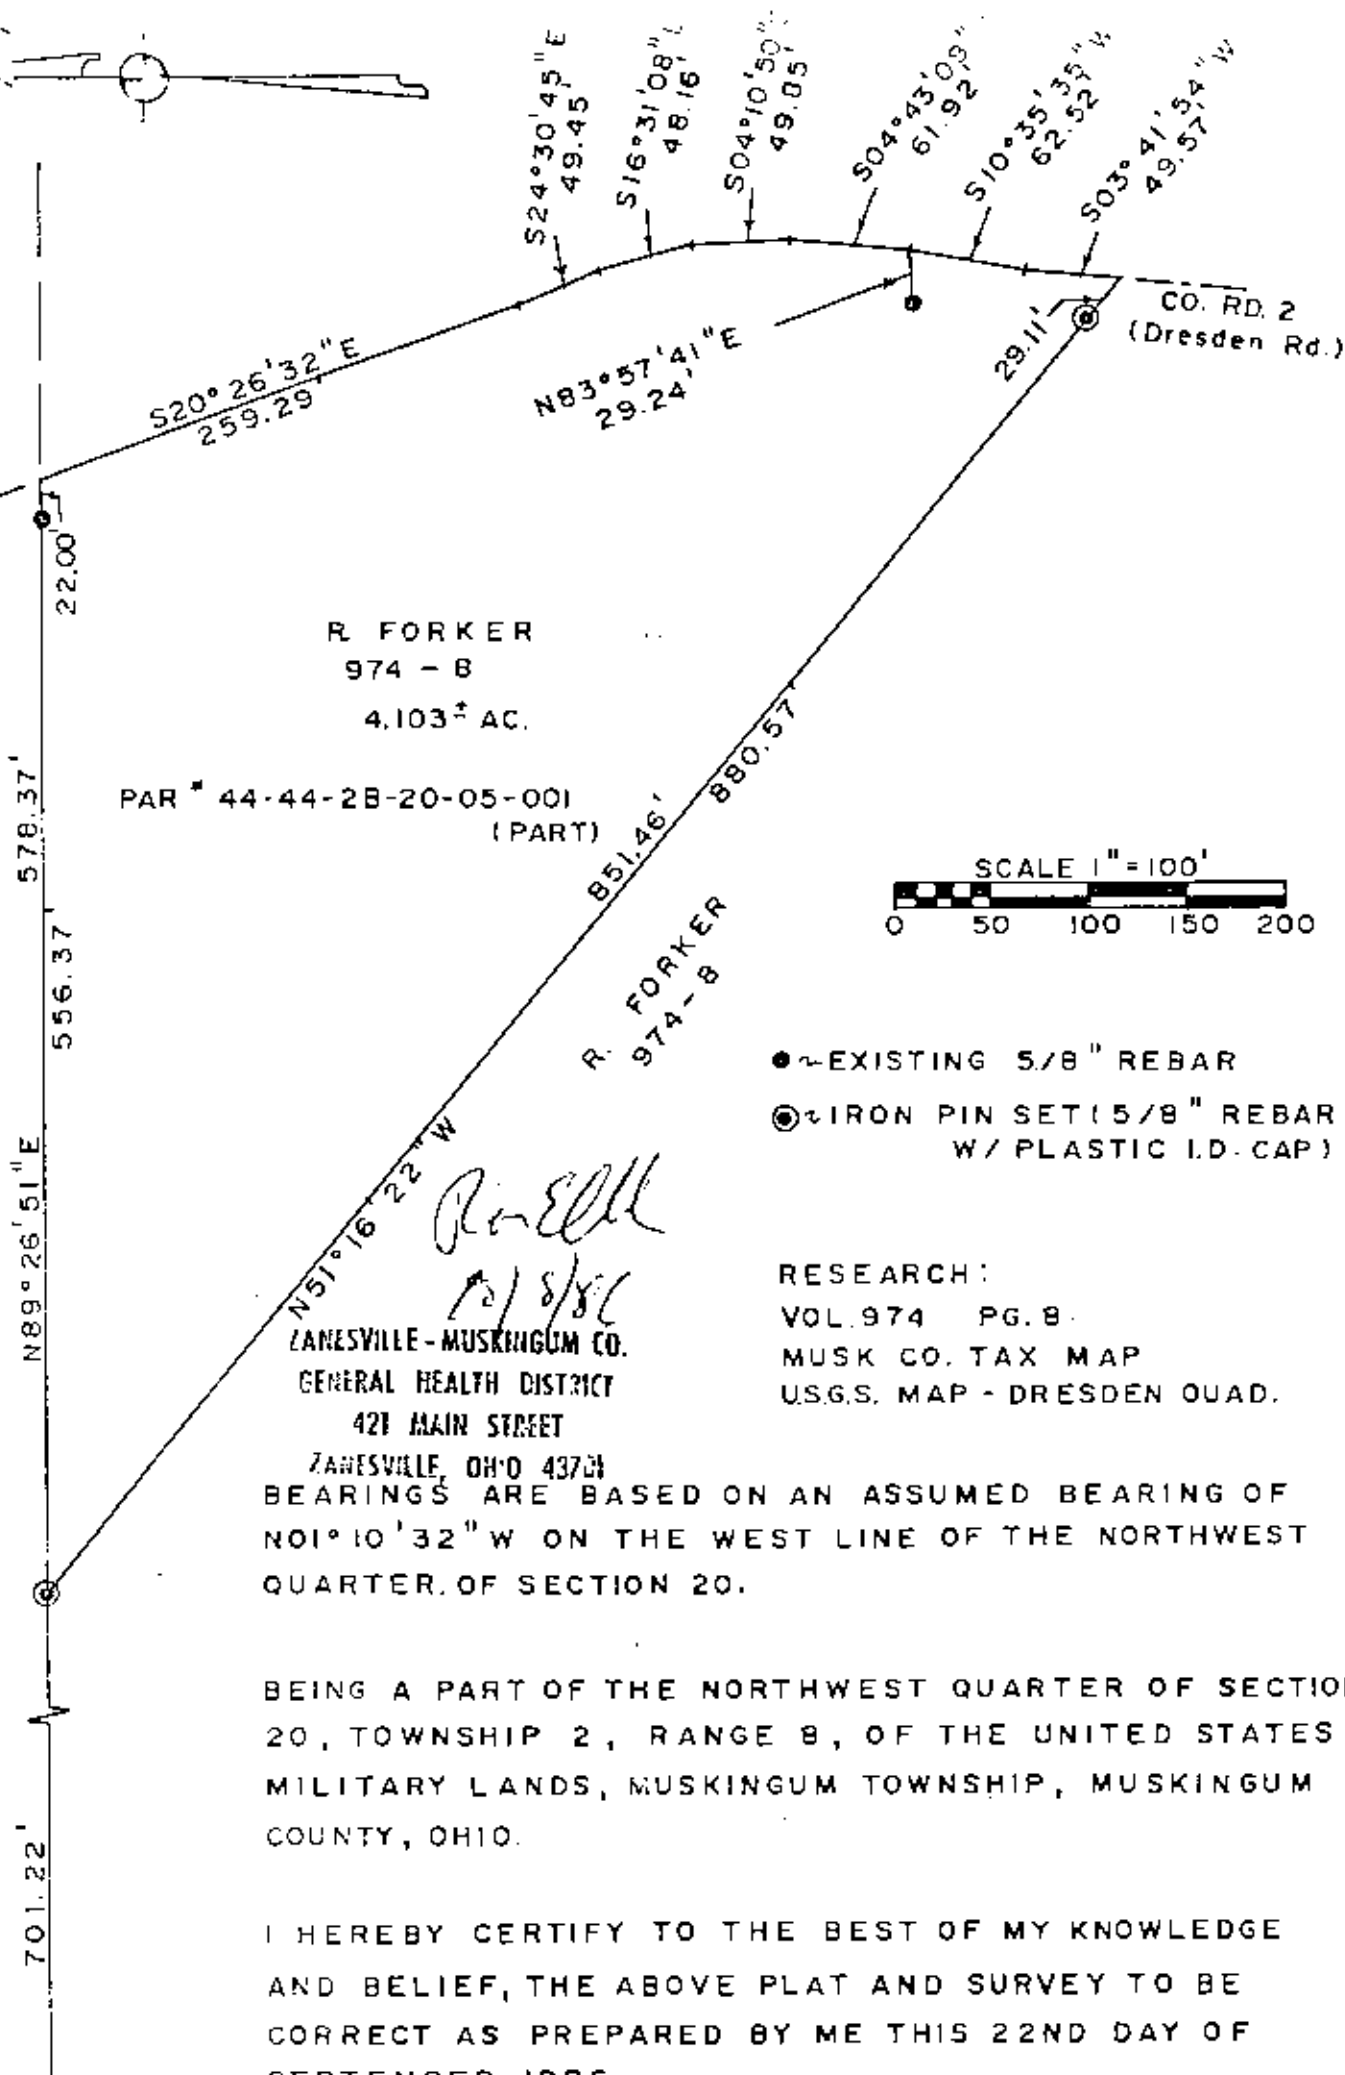 S24°30'45"E
49.45'
S16°31'08"
48.16'
S04°10'50"
49.05'
S04°43'09"
61.92'
S10°35'35"W
62.52'
S03°41'54"W
49.57'
CO. RD. 2
(Dresden Rd.)
29.11'
N83°57'41"E
29.24'
S20°26'32"E
259.29'
22.00'
R. FORKER
974 - 8
4.103± AC.
PAR # 44-44-28-20-05-001
(PART)
578.37'
556.37'
N89°26'51"E
880.57'
851.46'
N51°16'22"W
R. FORKER
974-8
SCALE 1"=100'
0 50 100 150 200
~EXISTING 5/8" REBAR
~IRON PIN SET (5/8" REBAR
W/ PLASTIC I.D. CAP)
RESEARCH:
VOL. 974 PG. 8.
MUSK CO. TAX MAP
U.S.G.S. MAP - DRESDEN QUAD.
ZANESVILLE - MUSKINGUM CO.
GENERAL HEALTH DISTRICT
421 MAIN STREET
ZANESVILLE, OHIO 43701
BEARINGS ARE BASED ON AN ASSUMED BEARING OF
N01°10'32"W ON THE WEST LINE OF THE NORTHWEST
QUARTER OF SECTION 20.
BEING A PART OF THE NORTHWEST QUARTER OF SECTION
20, TOWNSHIP 2, RANGE 8, OF THE UNITED STATES
MILITARY LANDS, MUSKINGUM TOWNSHIP, MUSKINGUM
COUNTY, OHIO.
701.22'
I HEREBY CERTIFY TO THE BEST OF MY KNOWLEDGE
AND BELIEF, THE ABOVE PLAT AND SURVEY TO BE
CORRECT AS PREPARED BY ME THIS 22ND DAY OF
SEPTEMBER